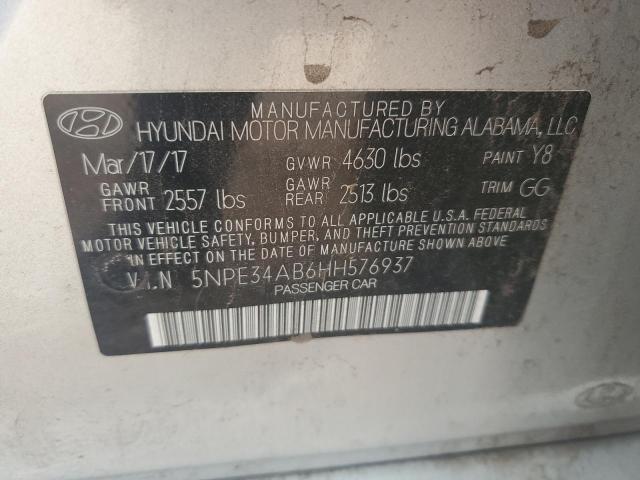 MANUFACTURED BY
HYUNDAI MOTOR MANUFACTURING ALABAMA, LLC
Mar/17/17 GVWR 4630 lbs PAINT Y8
GAWR FRONT 2557 lbs GAWR REAR 2513 lbs TRIM GG
THIS VEHICLE CONFORMS TO ALL APPLICABLE U.S.A. FEDERAL
MOTOR VEHICLE SAFETY, BUMPER, AND THEFT PREVENTION STANDARDS
IN EFFECT ON THE DATE OF MANUFACTURE SHOWN ABOVE.
V.I.N 5NPE34AB6HH576937
PASSENGER CAR